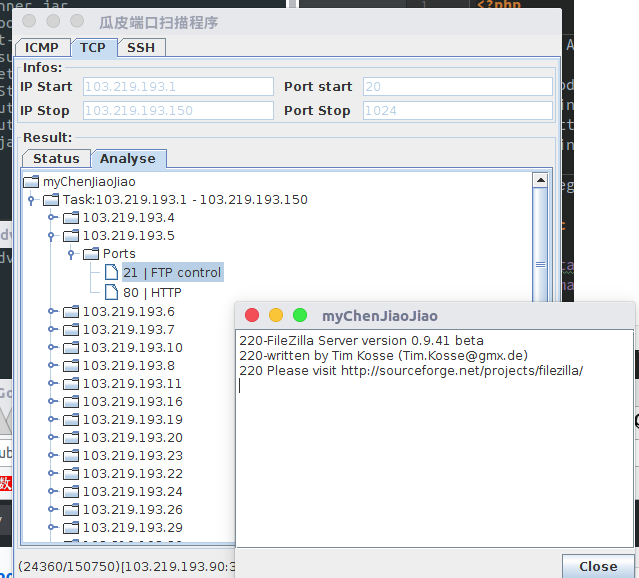 nner.jar
<?php
瓜皮端口扫描程序
ICMP TCP SSH
Infos:
IP Start 103.219.193.1 Port start 20
IP Stop 103.219.193.150 Port Stop 1024
Result:
Status Analyse
myChenJiaoJiao
Task:103.219.193.1 - 103.219.193.150
103.219.193.4
103.219.193.5
Ports
21 | FTP control
80 | HTTP
103.219.193.6
103.219.193.7
103.219.193.10
103.219.193.8
103.219.193.11
103.219.193.16
103.219.193.19
103.219.193.20
103.219.193.23
103.219.193.22
103.219.193.24
103.219.193.26
103.219.193.29
(24360/150750)[103.219.193.90:3
myChenJiaoJiao
220-FileZilla Server version 0.9.41 beta
220-written by Tim Kosse (Tim.Kosse@gmx.de)
220 Please visit http://sourceforge.net/projects/filezilla/
Close